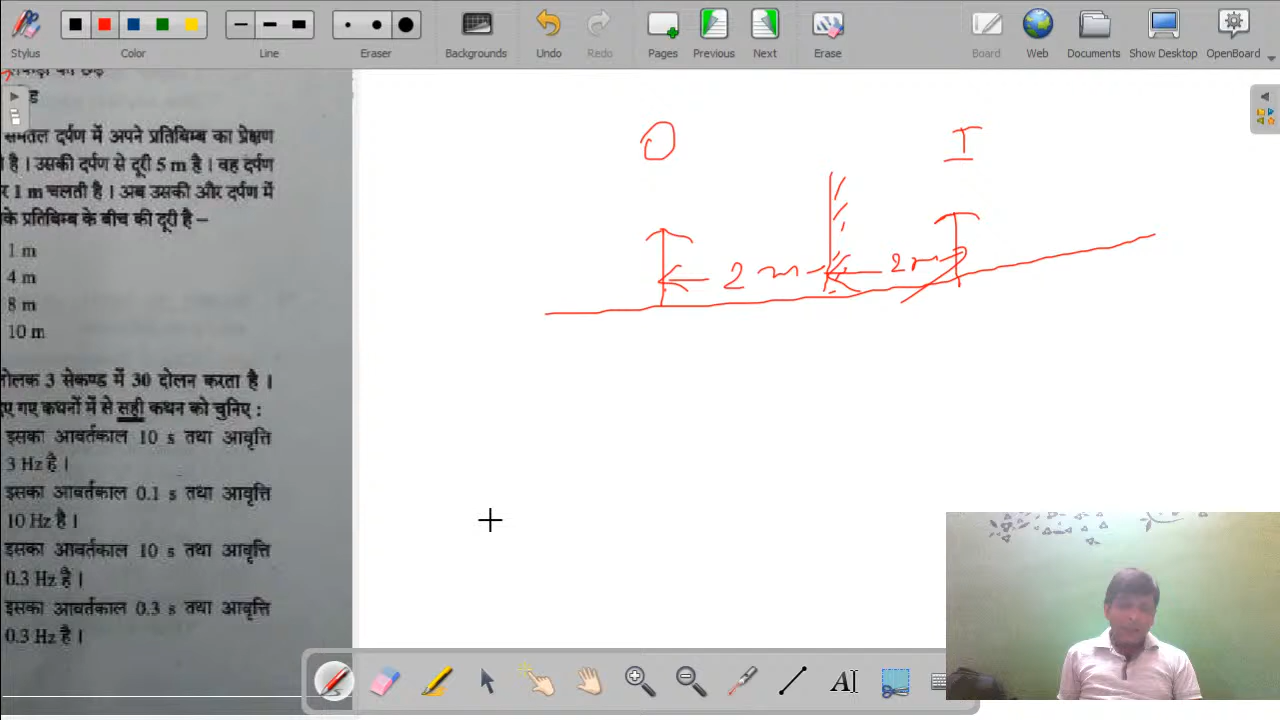 Stylus
Color
Line
Eraser
Backgrounds
Undo
Redo
Pages
Previous
Next
Erase
Board
Web
Documents
Show Desktop
OpenBoard
समतल दर्पण में अपने प्रतिबिम्ब का प्रेक्षण
है । उसकी दर्पण से दूरी 5 m है । वह दर्पण
र 1 m चलती है । अब उसकी और दर्पण में
के प्रतिबिम्ब के बीच की दूरी है –
1 m
4 m
8 m
10 m
ोलक 3 सेकण्ड में 30 दोलन करता है ।
ए गए कथनों में से सही कथन को चुनिए :
इसका आवर्तकाल 10 s तथा आवृत्ति
3 Hz है ।
इसका आवर्तकाल 0.1 s तथा आवृत्ति
10 Hz है ।
इसका आवर्तकाल 10 s तथा आवृत्ति
0.3 Hz है ।
इसका आवर्तकाल 0.3 s तथा आवृत्ति
0.3 Hz है ।
O I
2 m 2 m